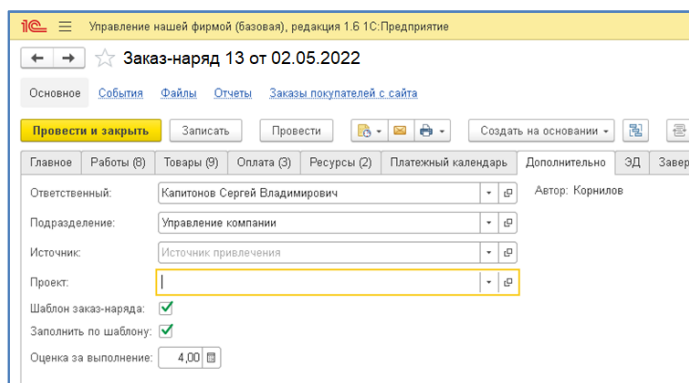 1С Управление нашей фирмой (базовая), редакция 1.6 1С:Предприятие
Заказ-наряд 13 от 02.05.2022
Основное События Файлы Отчеты Заказы покупателей с сайта
Провести и закрыть Записать Провести Создать на основании
Главное Работы (8) Товары (9) Оплата (3) Ресурсы (2) Платежный календарь Дополнительно ЭД Завер
Ответственный: Капитонов Сергей Владимирович Автор: Корнилов
Подразделение: Управление компании
Источник: Источник привлечения
Проект:
Шаблон заказ-наряда:
Заполнить по шаблону:
Оценка за выполнение: 4,00